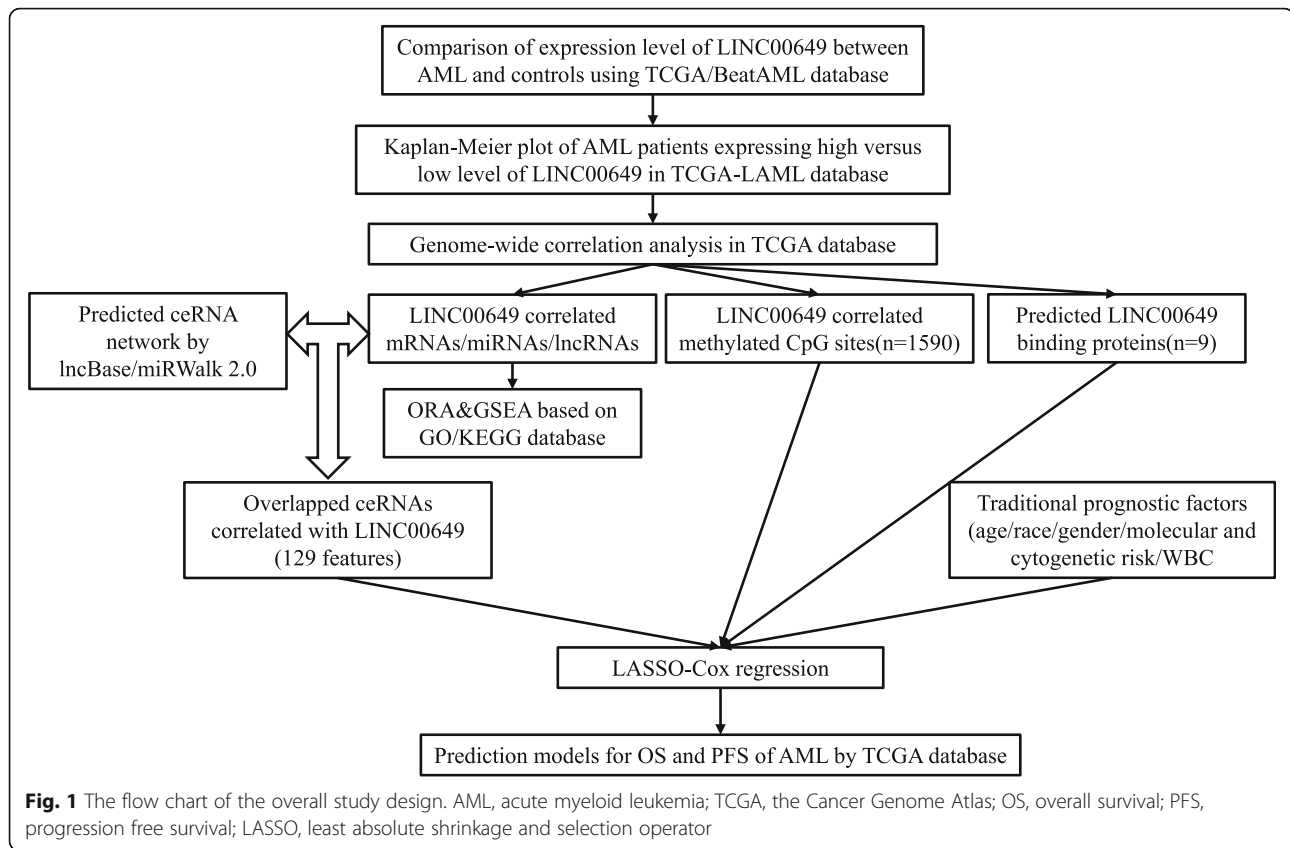 Comparison of expression level of LINC00649 between
AML and controls using TCGA/BeatAML database
Kaplan-Meier plot of AML patients expressing high versus
low level of LINC00649 in TCGA-LAML database
Genome-wide correlation analysis in TCGA database
Predicted ceRNA
network by
lncBase/miRWalk 2.0
LINC00649 correlated
mRNAs/miRNAs/lncRNAs
LINC00649 correlated
methylated CpG sites(n=1590)
Predicted LINC00649
binding proteins(n=9)
ORA&GSEA based on
GO/KEGG database
Overlapped ceRNAs
correlated with LINC00649
(129 features)
Traditional prognostic factors
(age/race/gender/molecular and
cytogenetic risk/WBC
LASSO-Cox regression
Prediction models for OS and PFS of AML by TCGA database
Fig. 1 The flow chart of the overall study design. AML, acute myeloid leukemia; TCGA, the Cancer Genome Atlas; OS, overall survival; PFS,
progression free survival; LASSO, least absolute shrinkage and selection operator